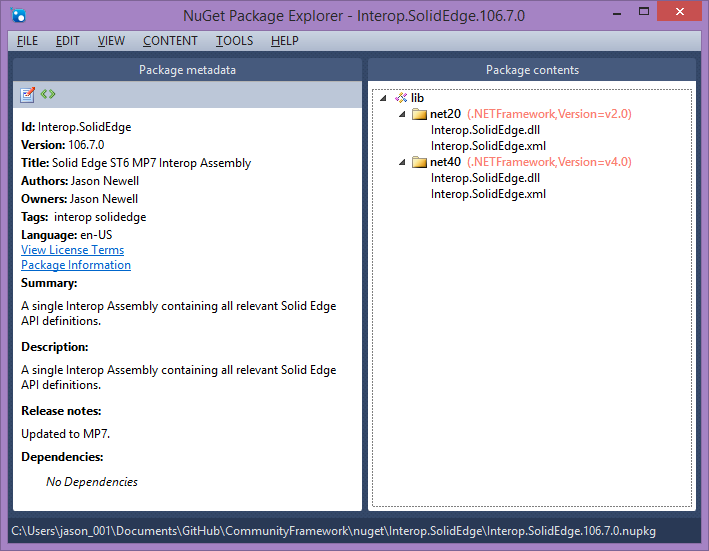 NuGet Package Explorer - Interop.SolidEdge.106.7.0
FILE EDIT VIEW CONTENT TOOLS HELP
Package metadata
Id: Interop.SolidEdge
Version: 106.7.0
Title: Solid Edge ST6 MP7 Interop Assembly
Authors: Jason Newell
Owners: Jason Newell
Tags: interop solidedge
Language: en-US
View License Terms
Package Information
Summary:
A single Interop Assembly containing all relevant Solid Edge
API definitions.
Description:
A single Interop Assembly containing all relevant Solid Edge
API definitions.
Release notes:
Updated to MP7.
Dependencies:
No Dependencies
Package contents
lib
net20 (.NETFramework,Version=v2.0)
Interop.SolidEdge.dll
Interop.SolidEdge.xml
net40 (.NETFramework,Version=v4.0)
Interop.SolidEdge.dll
Interop.SolidEdge.xml
C:\Users\jason_001\Documents\GitHub\CommunityFramework\nuget\Interop.SolidEdge\Interop.SolidEdge.106.7.0.nupkg